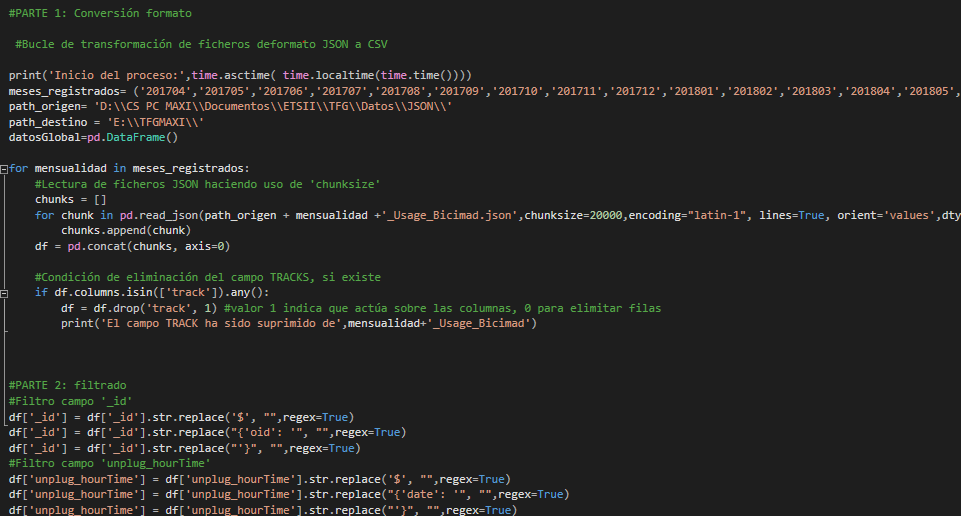 #PARTE 1: Conversión formato
#Bucle de transformación de ficheros deformato JSON a CSV
print('Inicio del proceso:',time.asctime( time.localtime(time.time())))
meses_registrados= ('201704','201705','201706','201707','201708','201709','201710','201711','201712','201801','201802','201803','201804','201805',
path_origen= 'D:\\CS PC MAXI\\Documentos\\ETSII\\TFG\\Datos\\JSON\\'
path_destino = 'E:\\TFGMAXI\\'
datosGlobal=pd.DataFrame()
for mensualidad in meses_registrados:
#Lectura de ficheros JSON haciendo uso de 'chunksize'
chunks = []
for chunk in pd.read_json(path_origen + mensualidad +'_Usage_Bicimad.json',chunksize=20000,encoding="latin-1", lines=True, orient='values',dty
chunks.append(chunk)
df = pd.concat(chunks, axis=0)
#Condición de eliminación del campo TRACKS, si existe
if df.columns.isin(['track']).any():
df = df.drop('track', 1) #valor 1 indica que actúa sobre las columnas, 0 para elimitar filas
print('El campo TRACK ha sido suprimido de',mensualidad+'_Usage_Bicimad')
#PARTE 2: filtrado
#Filtro campo '_id'
df['_id'] = df['_id'].str.replace('$', "",regex=True)
df['_id'] = df['_id'].str.replace("{'oid': '", "",regex=True)
df['_id'] = df['_id'].str.replace("'}", "",regex=True)
#Filtro campo 'unplug_hourTime'
df['unplug_hourTime'] = df['unplug_hourTime'].str.replace('$', "",regex=True)
df['unplug_hourTime'] = df['unplug_hourTime'].str.replace("{'date': '", "",regex=True)
df['unplug_hourTime'] = df['unplug_hourTime'].str.replace("'}", "",regex=True)